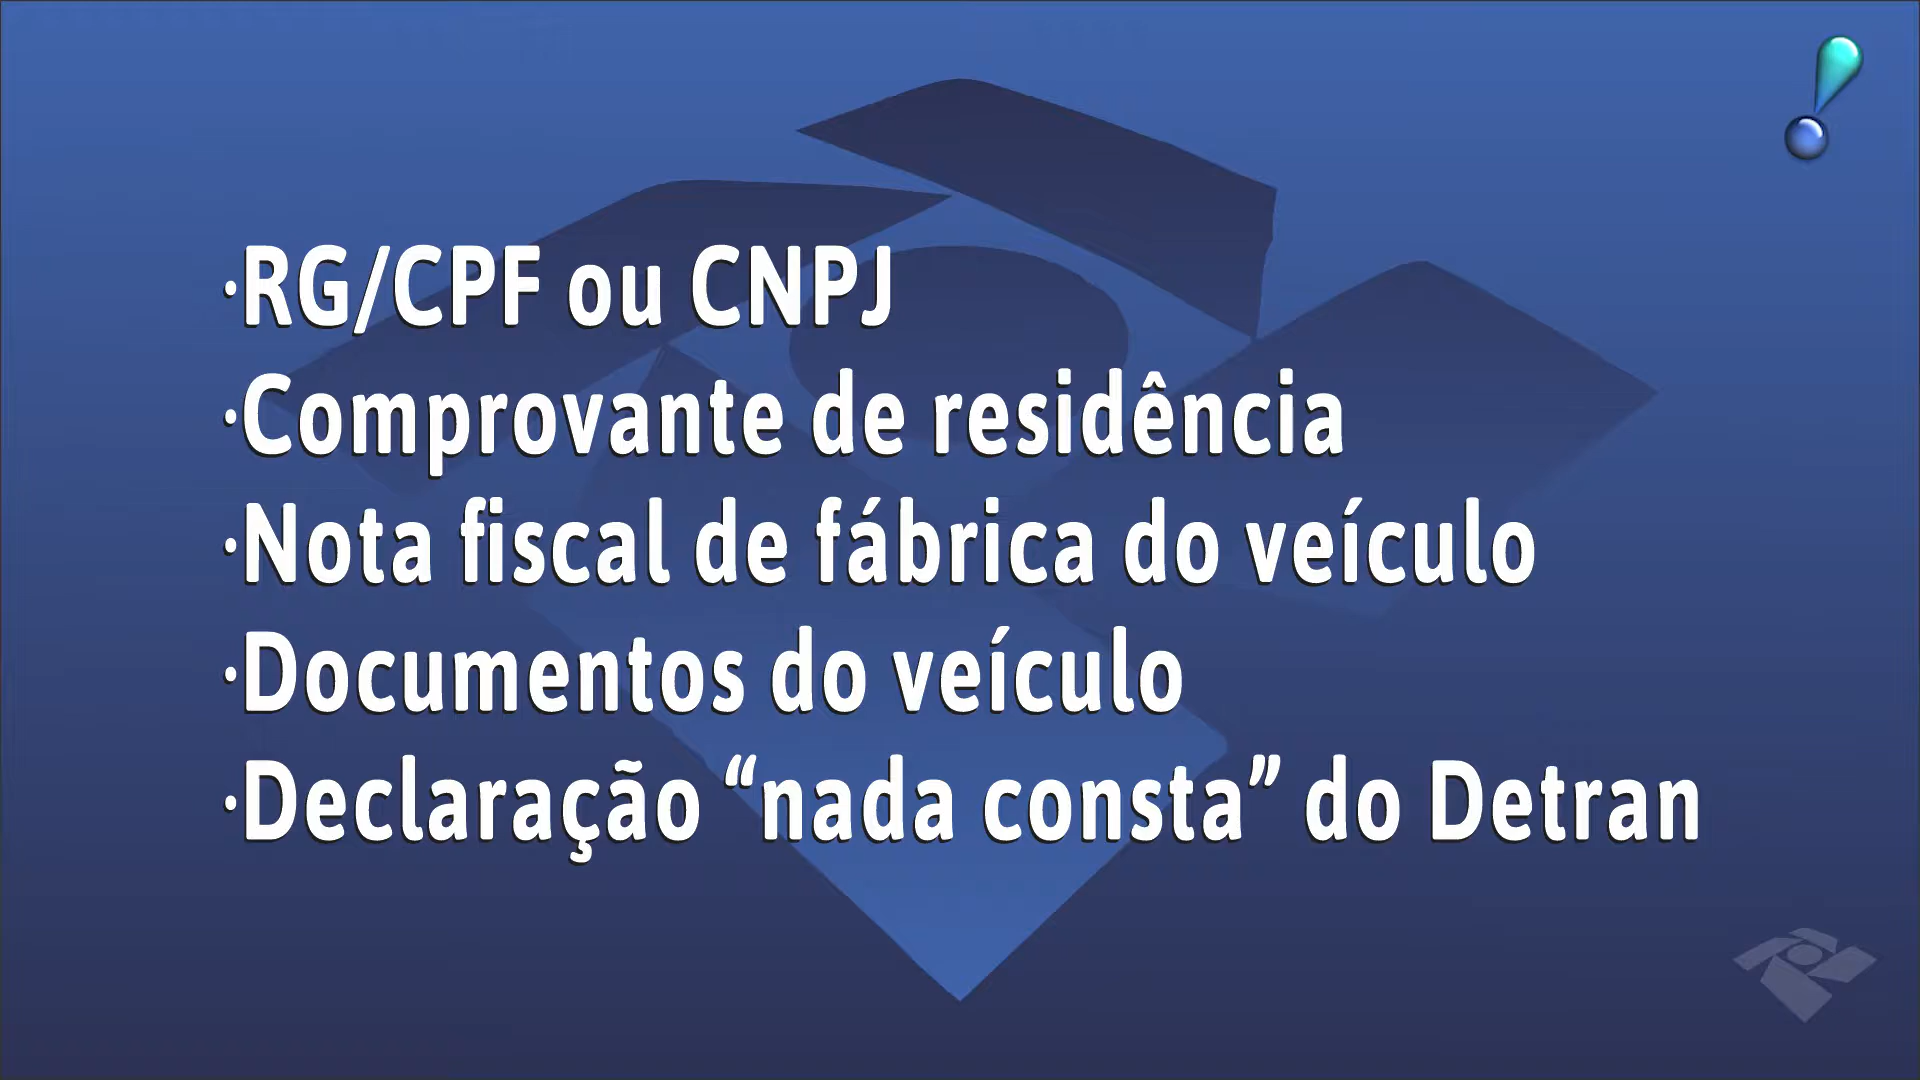 ·RG/CPF ou CNPJ
·Comprovante de residência
·Nota fiscal de fábrica do veículo
·Documentos do veículo
·Declaração “nada consta” do Detran